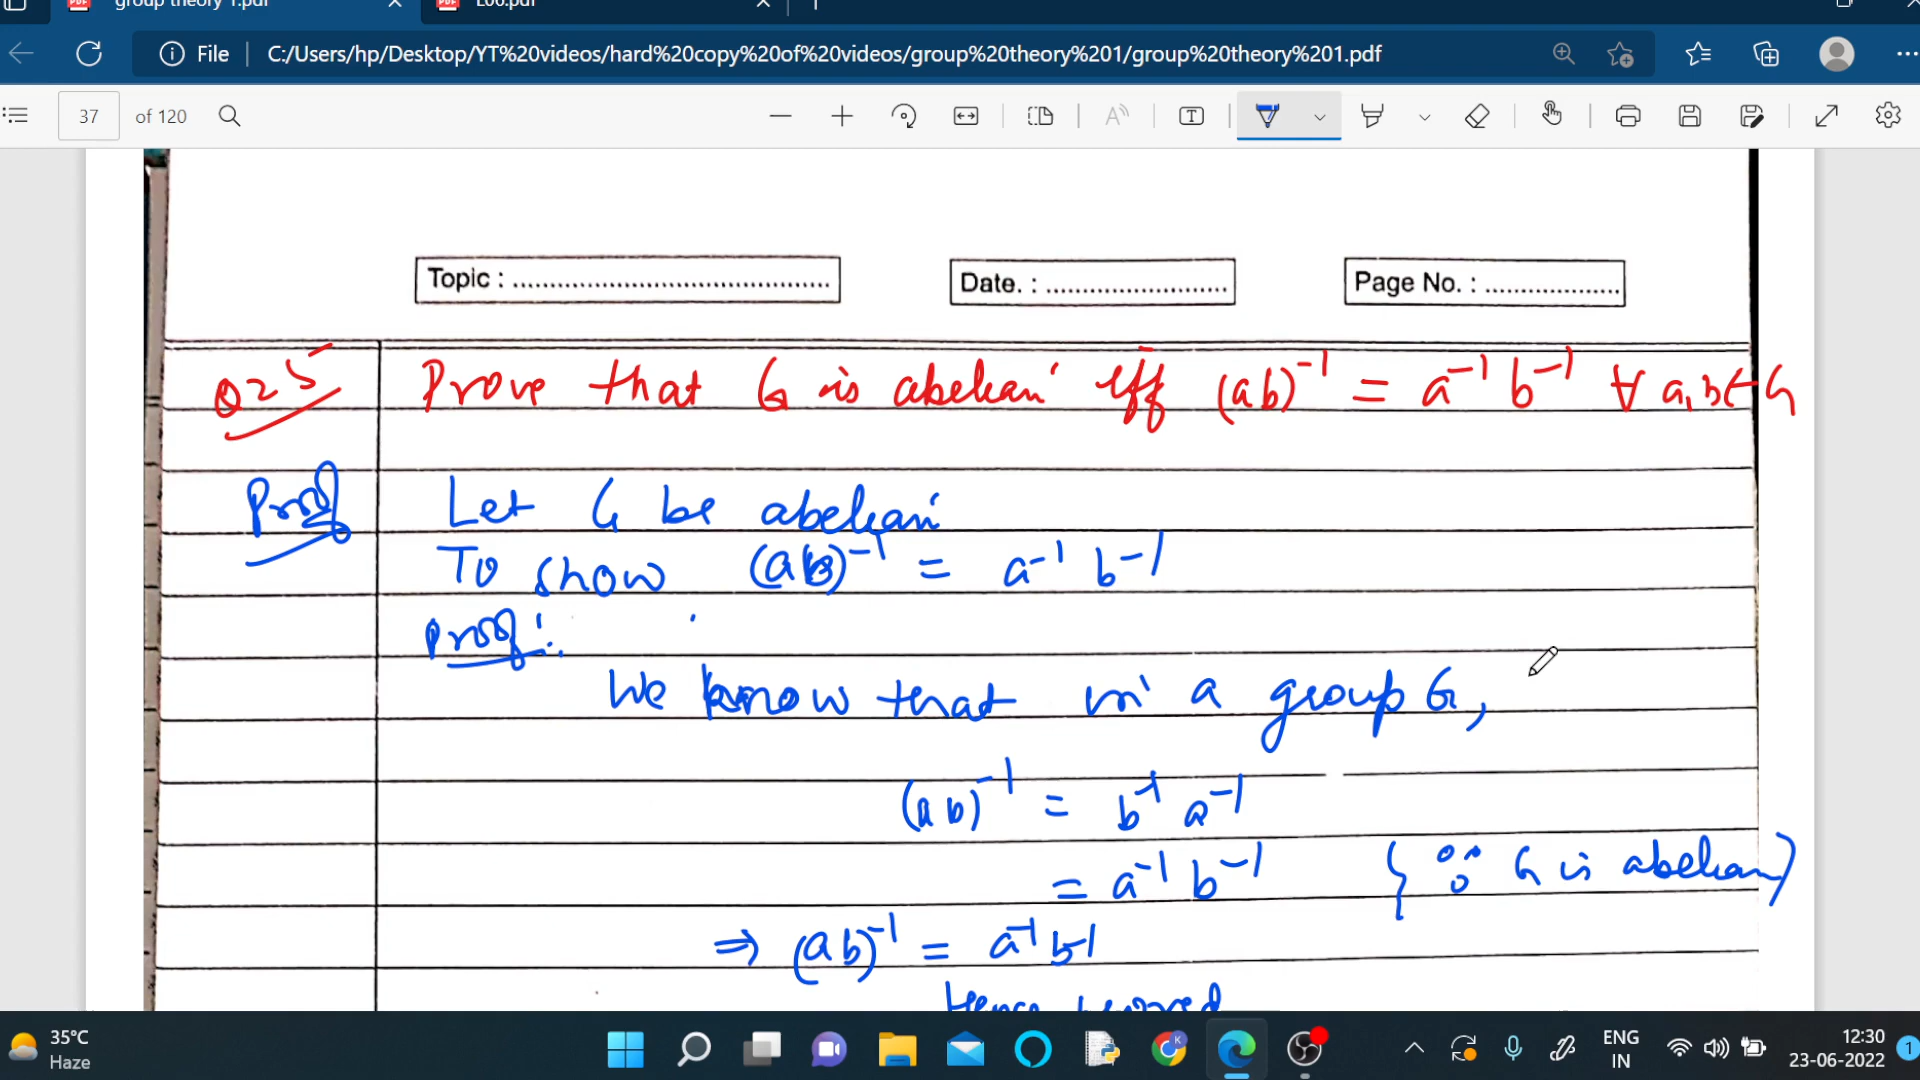 group theory 1.pdf
L06.pdf
File
C:/Users/hp/Desktop/YT%20videos/hard%20copy%20of%20videos/group%20theory%201/group%20theory%201.pdf
37 of 120
Topic : ........................................
Date. : ...........................
Page No. : ...................
Q25 Prove that G is abelian iff (ab)⁻¹ = a⁻¹ b⁻¹ ∀ a, b ∈ G
Proof Let G be abelian
To show (ab)⁻¹ = a⁻¹ b⁻¹
Proof:
We know that in a group G,
(ab)⁻¹ = b⁻¹ a⁻¹
= a⁻¹ b⁻¹ { ∵ G is abelian}
⇒ (ab)⁻¹ = a⁻¹ b⁻¹
Hence proved
35°C
Haze
ENG
IN
12:30
23-06-2022
1